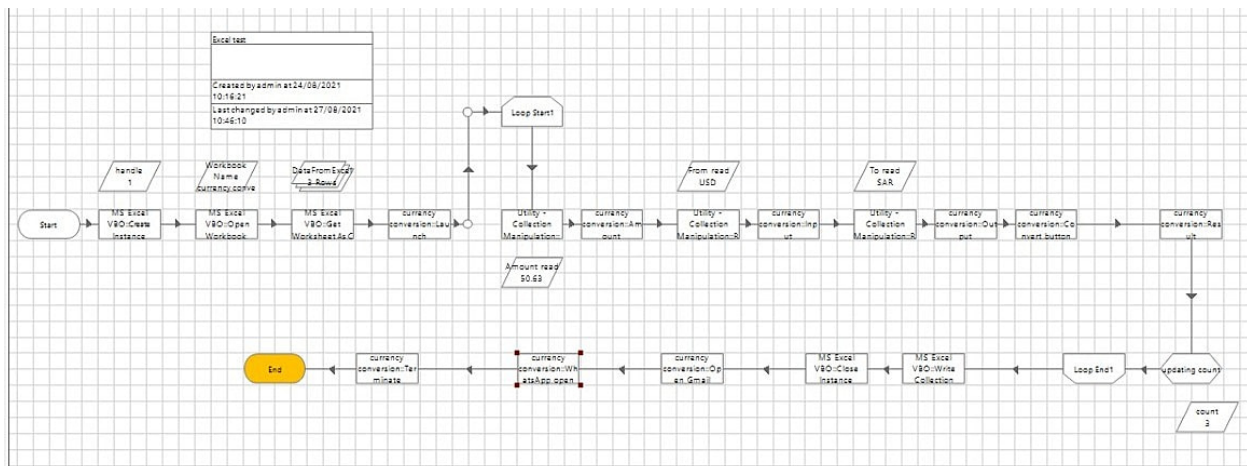 Excel test
Created by admin at 24/08/2021
10:16:21
Last changed by admin at 27/08/2021
10:46:10
Loop Start1
handle
1
Workbook
Name
currency.conve
DataFromExcel
3 Rows
From read
USD
To read
SAR
Start
MS Excel
VBO::Create
Instance
MS Excel
VBO::Open
Workbook
MS Excel
VBO::Get
Worksheet As C
currency
conversion::Lau
nch
Utility -
Collection
Manipulation::
currency
conversion::Am
ount
Utility -
Collection
Manipulation::R
currency
conversion::Inp
ut
Utility -
Collection
Manipulation::R
currency
conversion::Out
put
currency
conversion::Co
nvert button
currency
conversion::Res
ult
Amount read
50.63
End
currency
conversion::Ter
minate
currency
conversion::Wh
atsApp.open
currency
conversion::Op
en Gmail
MS Excel
VBO::Close
Instance
MS Excel
VBO::Write
Collection
Loop End1
updating count
count
3